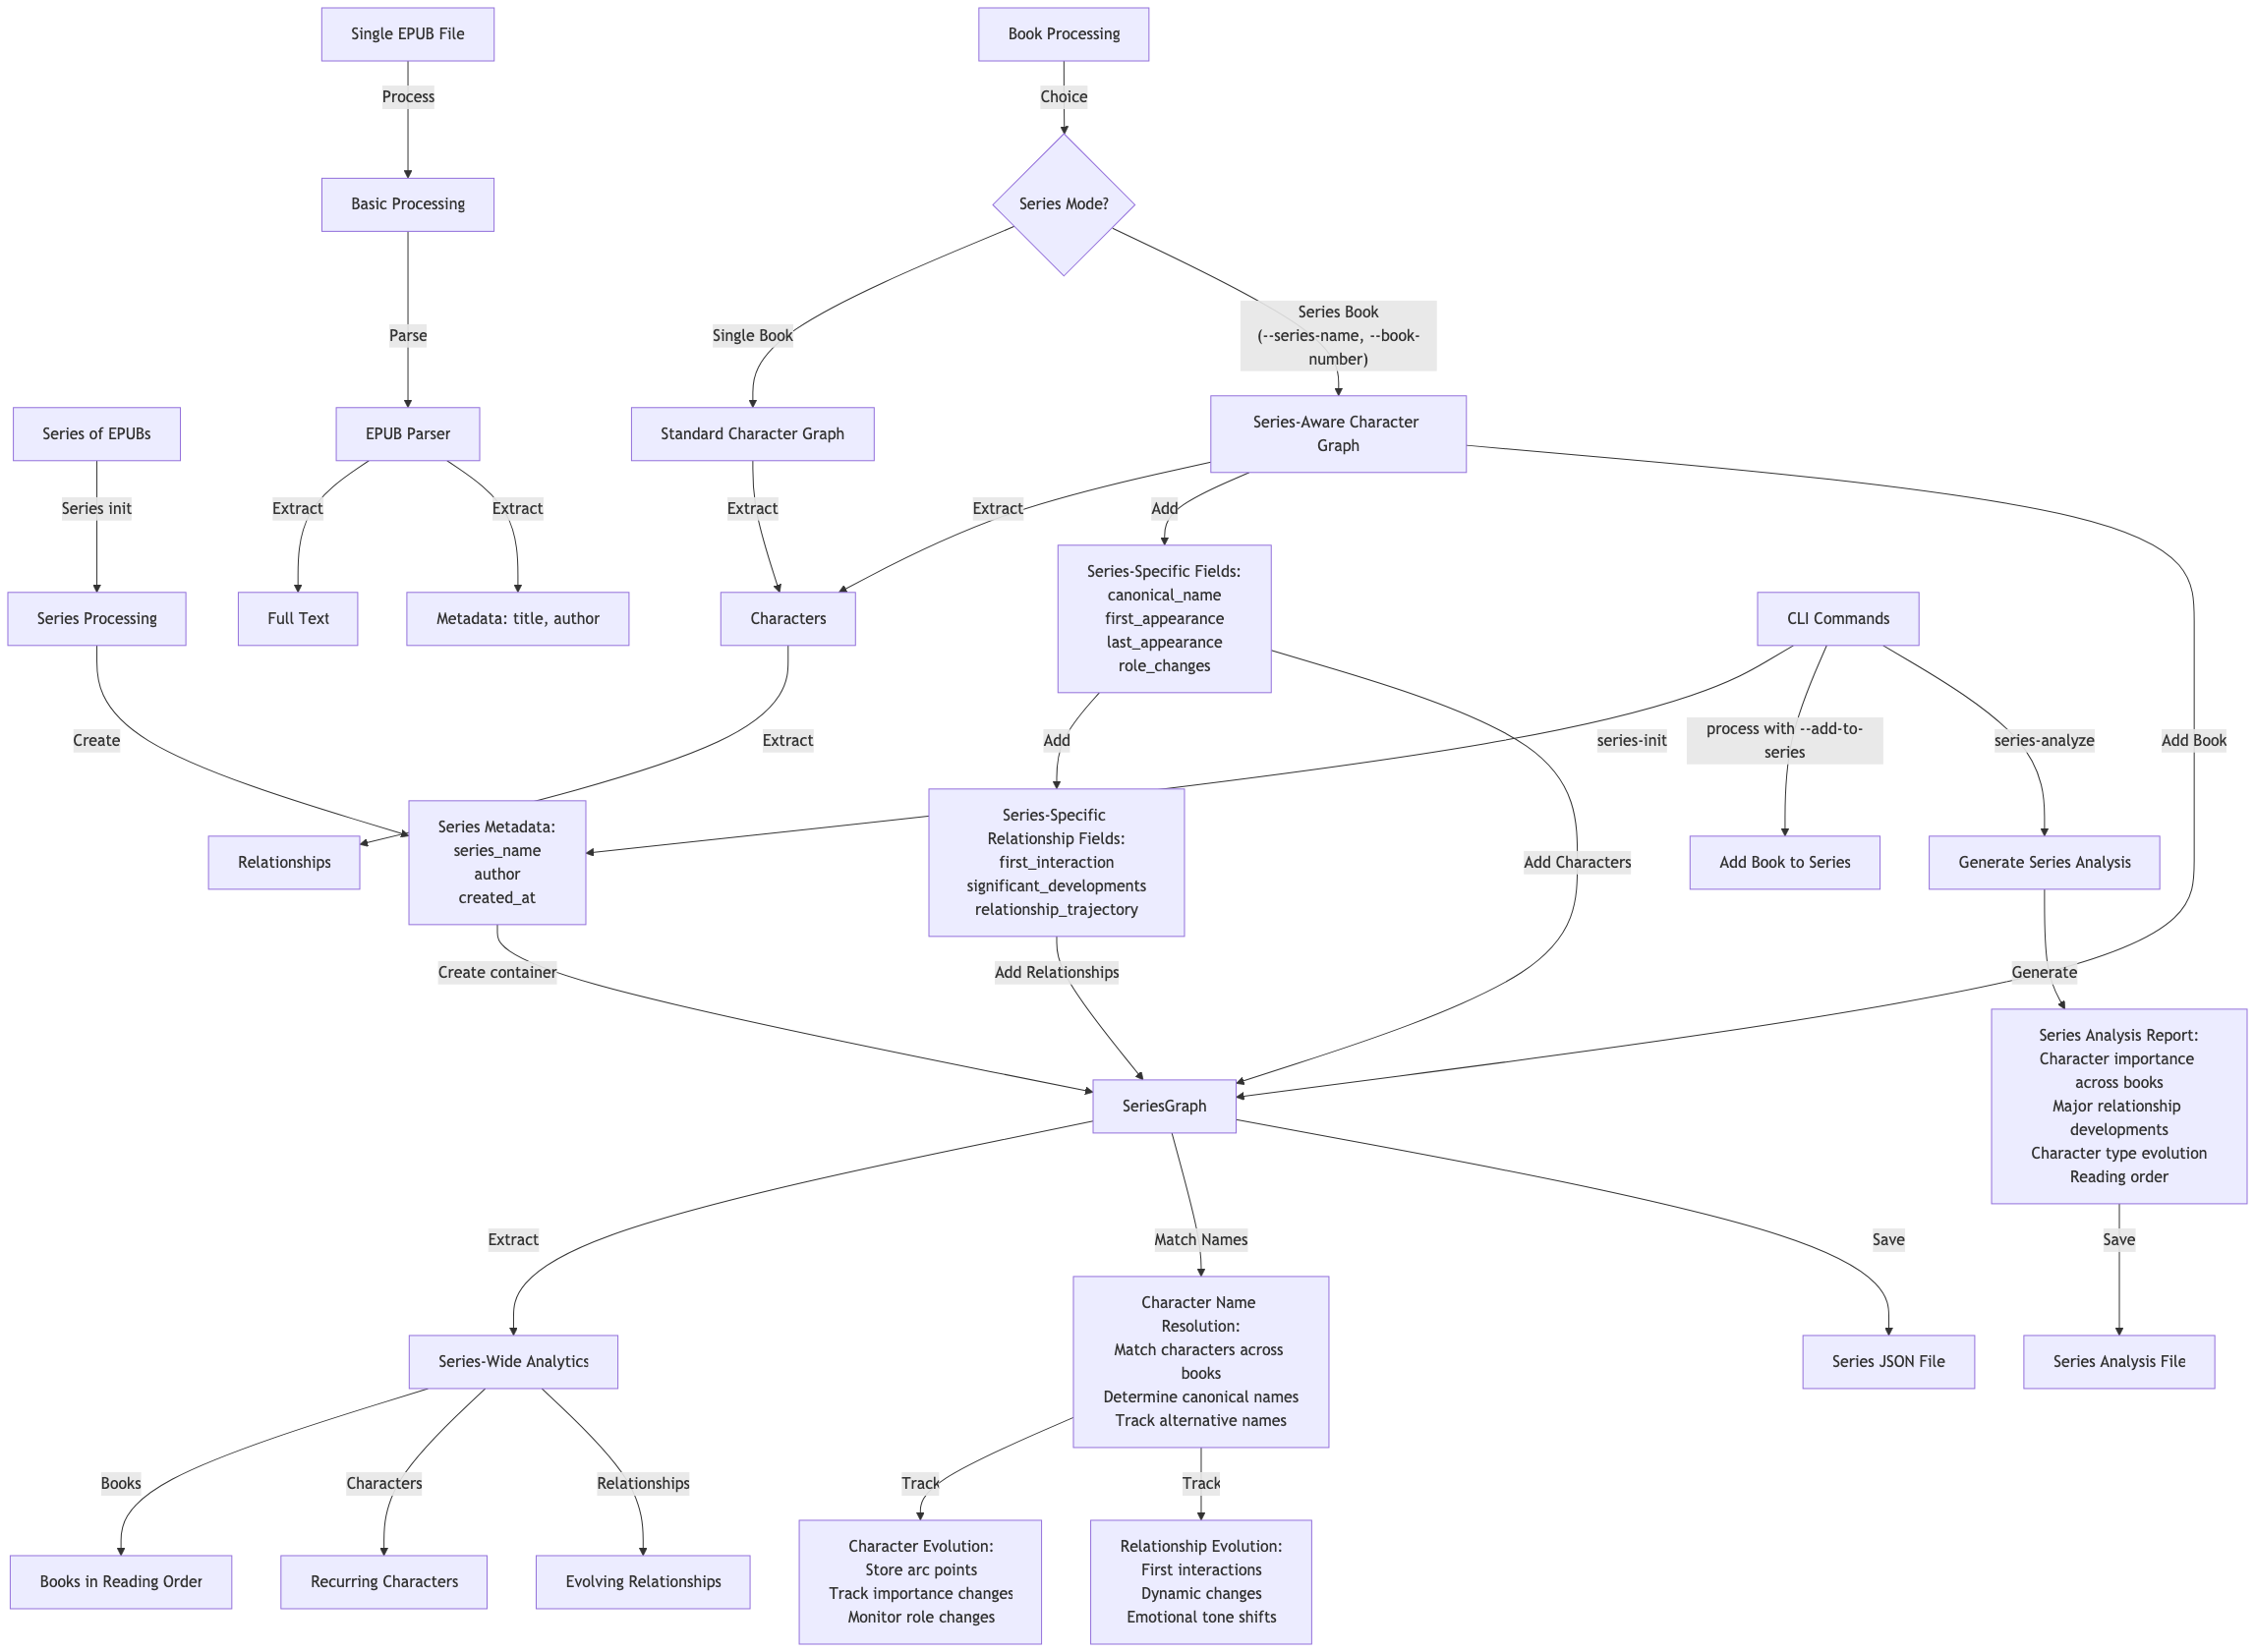 Single EPUB File
Book Processing
Process
Choice
Basic Processing
Series Mode?
Parse
Single Book
Series Book
(--series-name, --book-
number)
Series of EPUBs
EPUB Parser
Standard Character Graph
Series-Aware Character
Graph
Series init
Extract
Extract
Extract
Extract
Add
Series Processing
Full Text
Metadata: title, author
Characters
Series-Specific Fields:
canonical_name
first_appearance
last_appearance
role_changes
CLI Commands
Create
Extract
Add
series-init
process with --add-to-
series
series-analyze
Add Book
Relationships
Series Metadata:
series_name
author
created_at
Series-Specific
Relationship Fields:
first_interaction
significant_developments
relationship_trajectory
Add Characters
Add Book to Series
Generate Series Analysis
Create container
Add Relationships
Generate
SeriesGraph
Series Analysis Report:
Character importance
across books
Major relationship
developments
Character type evolution
Reading order
Extract
Match Names
Save
Save
Series-Wide Analytics
Character Name
Resolution:
Match characters across
books
Determine canonical names
Track alternative names
Series JSON File
Series Analysis File
Books
Characters
Relationships
Track
Track
Books in Reading Order
Recurring Characters
Evolving Relationships
Character Evolution:
Store arc points
Track importance changes
Monitor role changes
Relationship Evolution:
First interactions
Dynamic changes
Emotional tone shifts